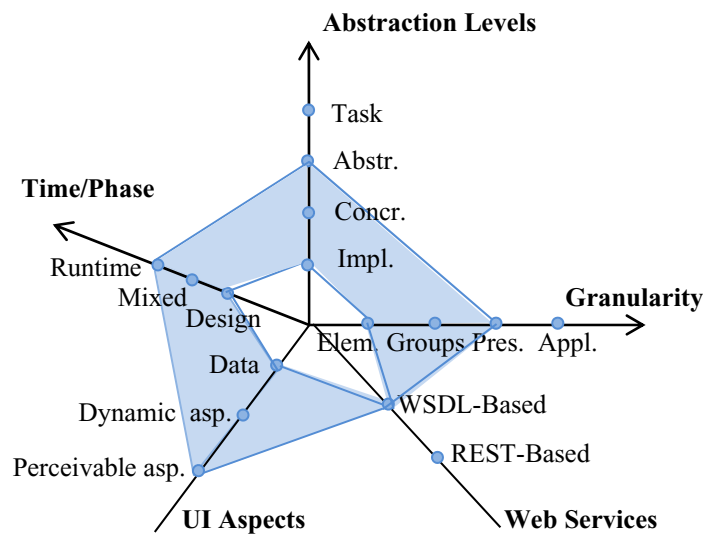 Abstraction Levels
Task
Abstr.
Time/Phase
Concr.
Impl.
Runtime
Mixed
Design
Granularity
Elem. Groups Pres. Appl.
Data
WSDL-Based
Dynamic asp.
REST-Based
Perceivable asp.
UI Aspects
Web Services